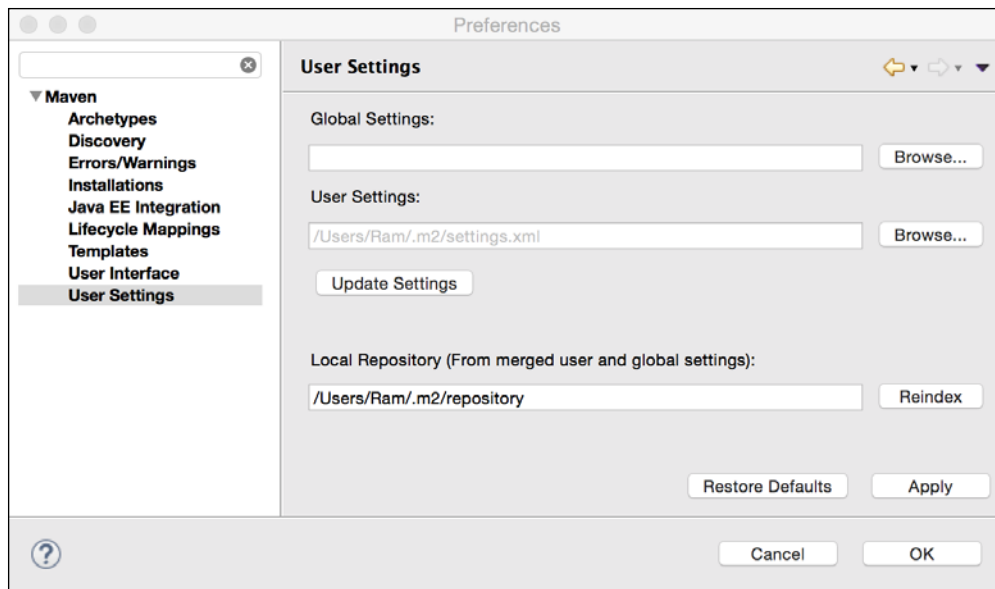 Preferences
User Settings
Maven
Archetypes
Discovery
Errors/Warnings
Installations
Java EE Integration
Lifecycle Mappings
Templates
User Interface
User Settings
Global Settings:
Browse...
User Settings:
/Users/Ram/.m2/settings.xml
Browse...
Update Settings
Local Repository (From merged user and global settings):
/Users/Ram/.m2/repository
Reindex
Restore Defaults
Apply
?
Cancel
OK